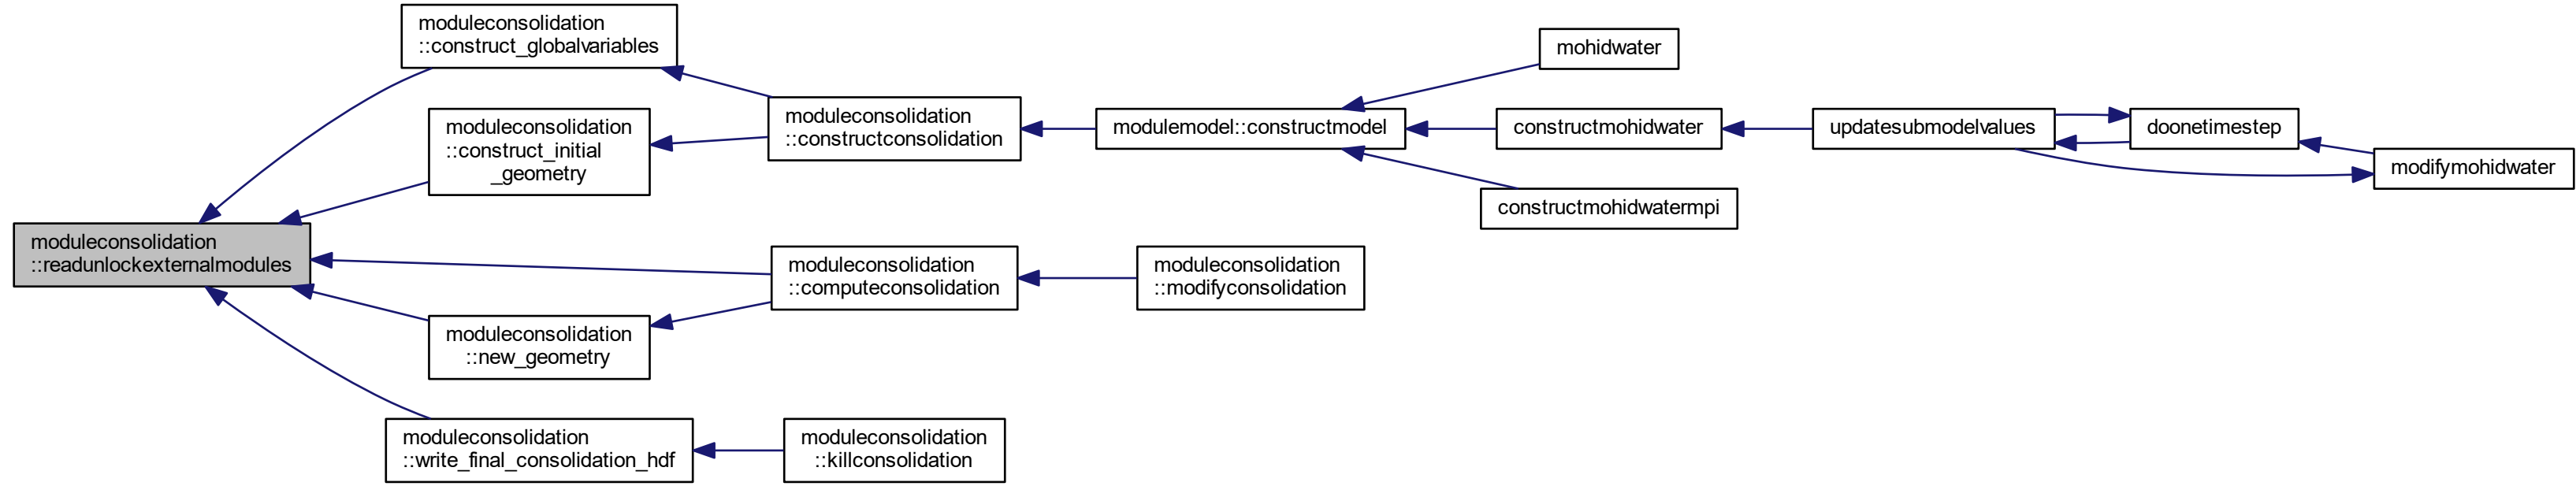 moduleconsolidation
::readunlockexternalmodules
moduleconsolidation
::construct_globalvariables
moduleconsolidation
::construct_initial
_geometry
moduleconsolidation
::constructconsolidation
modulemodel::constructmodel
mohidwater
constructmohidwater
constructmohidwatermpi
updatesubmodelvalues
doonetimestep
modifymohidwater
moduleconsolidation
::computeconsolidation
moduleconsolidation
::modifyconsolidation
moduleconsolidation
::new_geometry
moduleconsolidation
::write_final_consolidation_hdf
moduleconsolidation
::killconsolidation